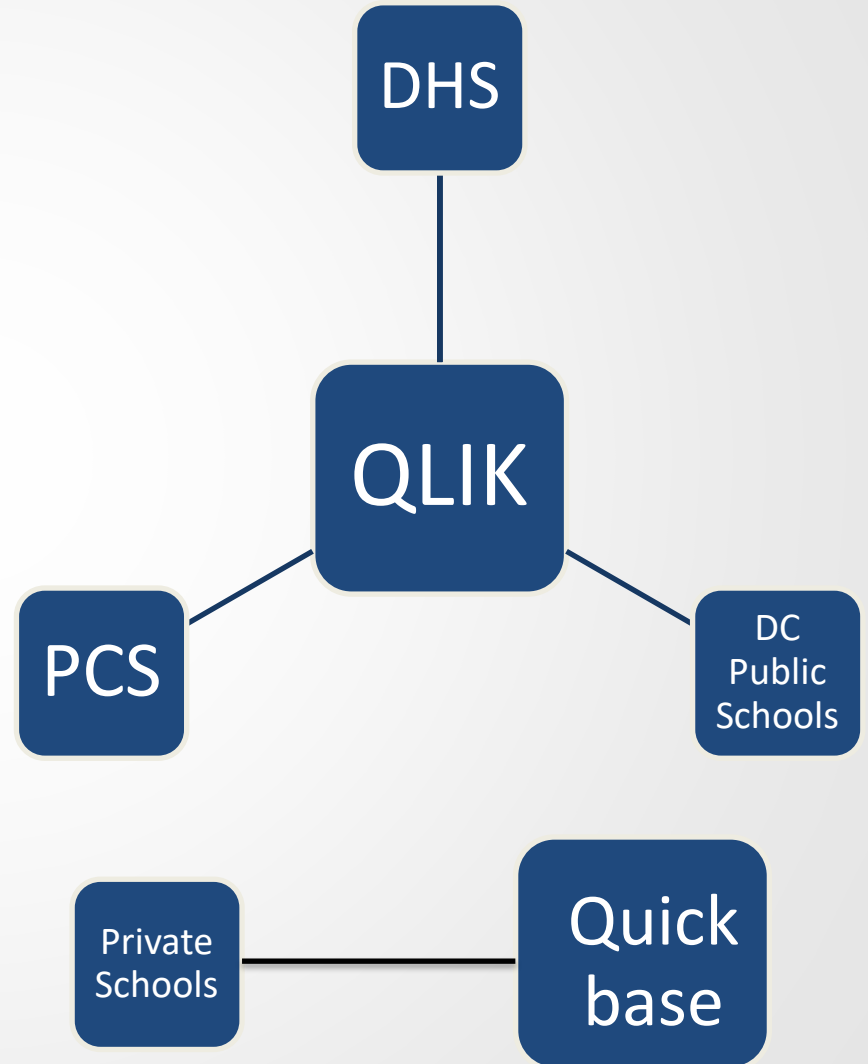 DHS
QLIK
PCS
DC
Public
Schools
Private
Schools
Quick
base